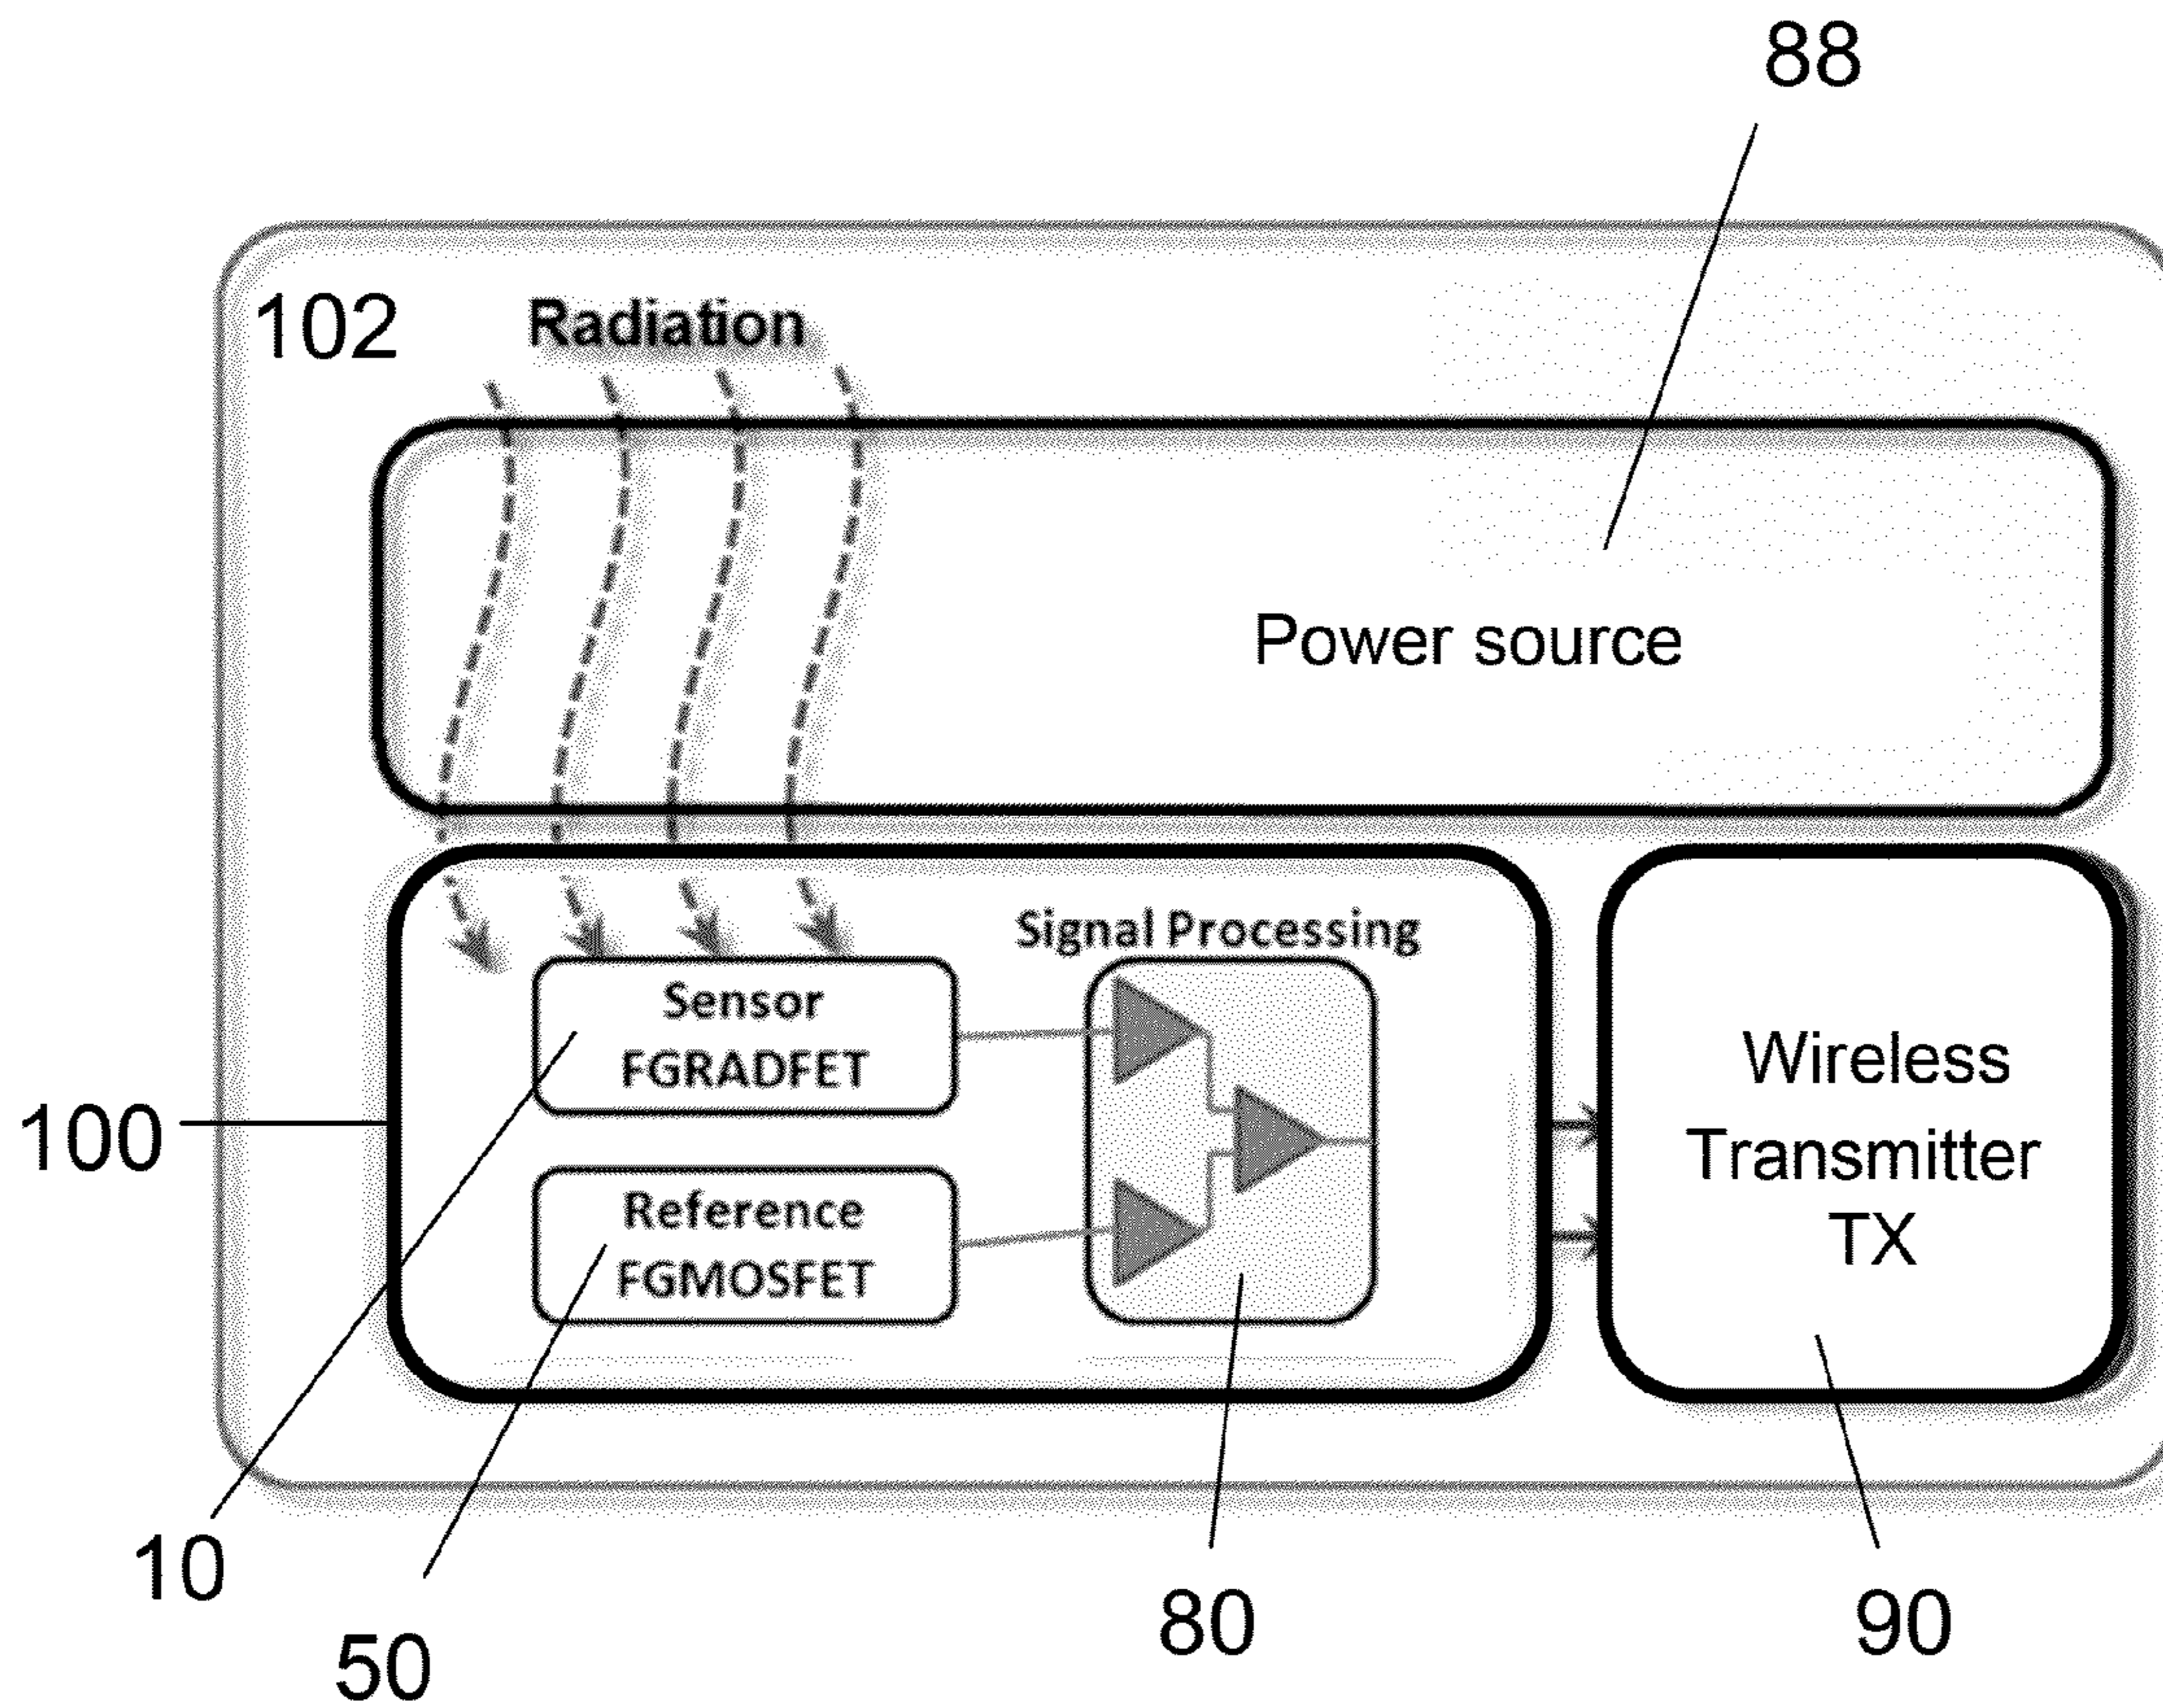 88
102
Radiation
Power source
Signal Processing
Sensor
FGRADFET
Reference
FGMOSFET
Wireless
Transmitter
TX
100
10
50
80
90